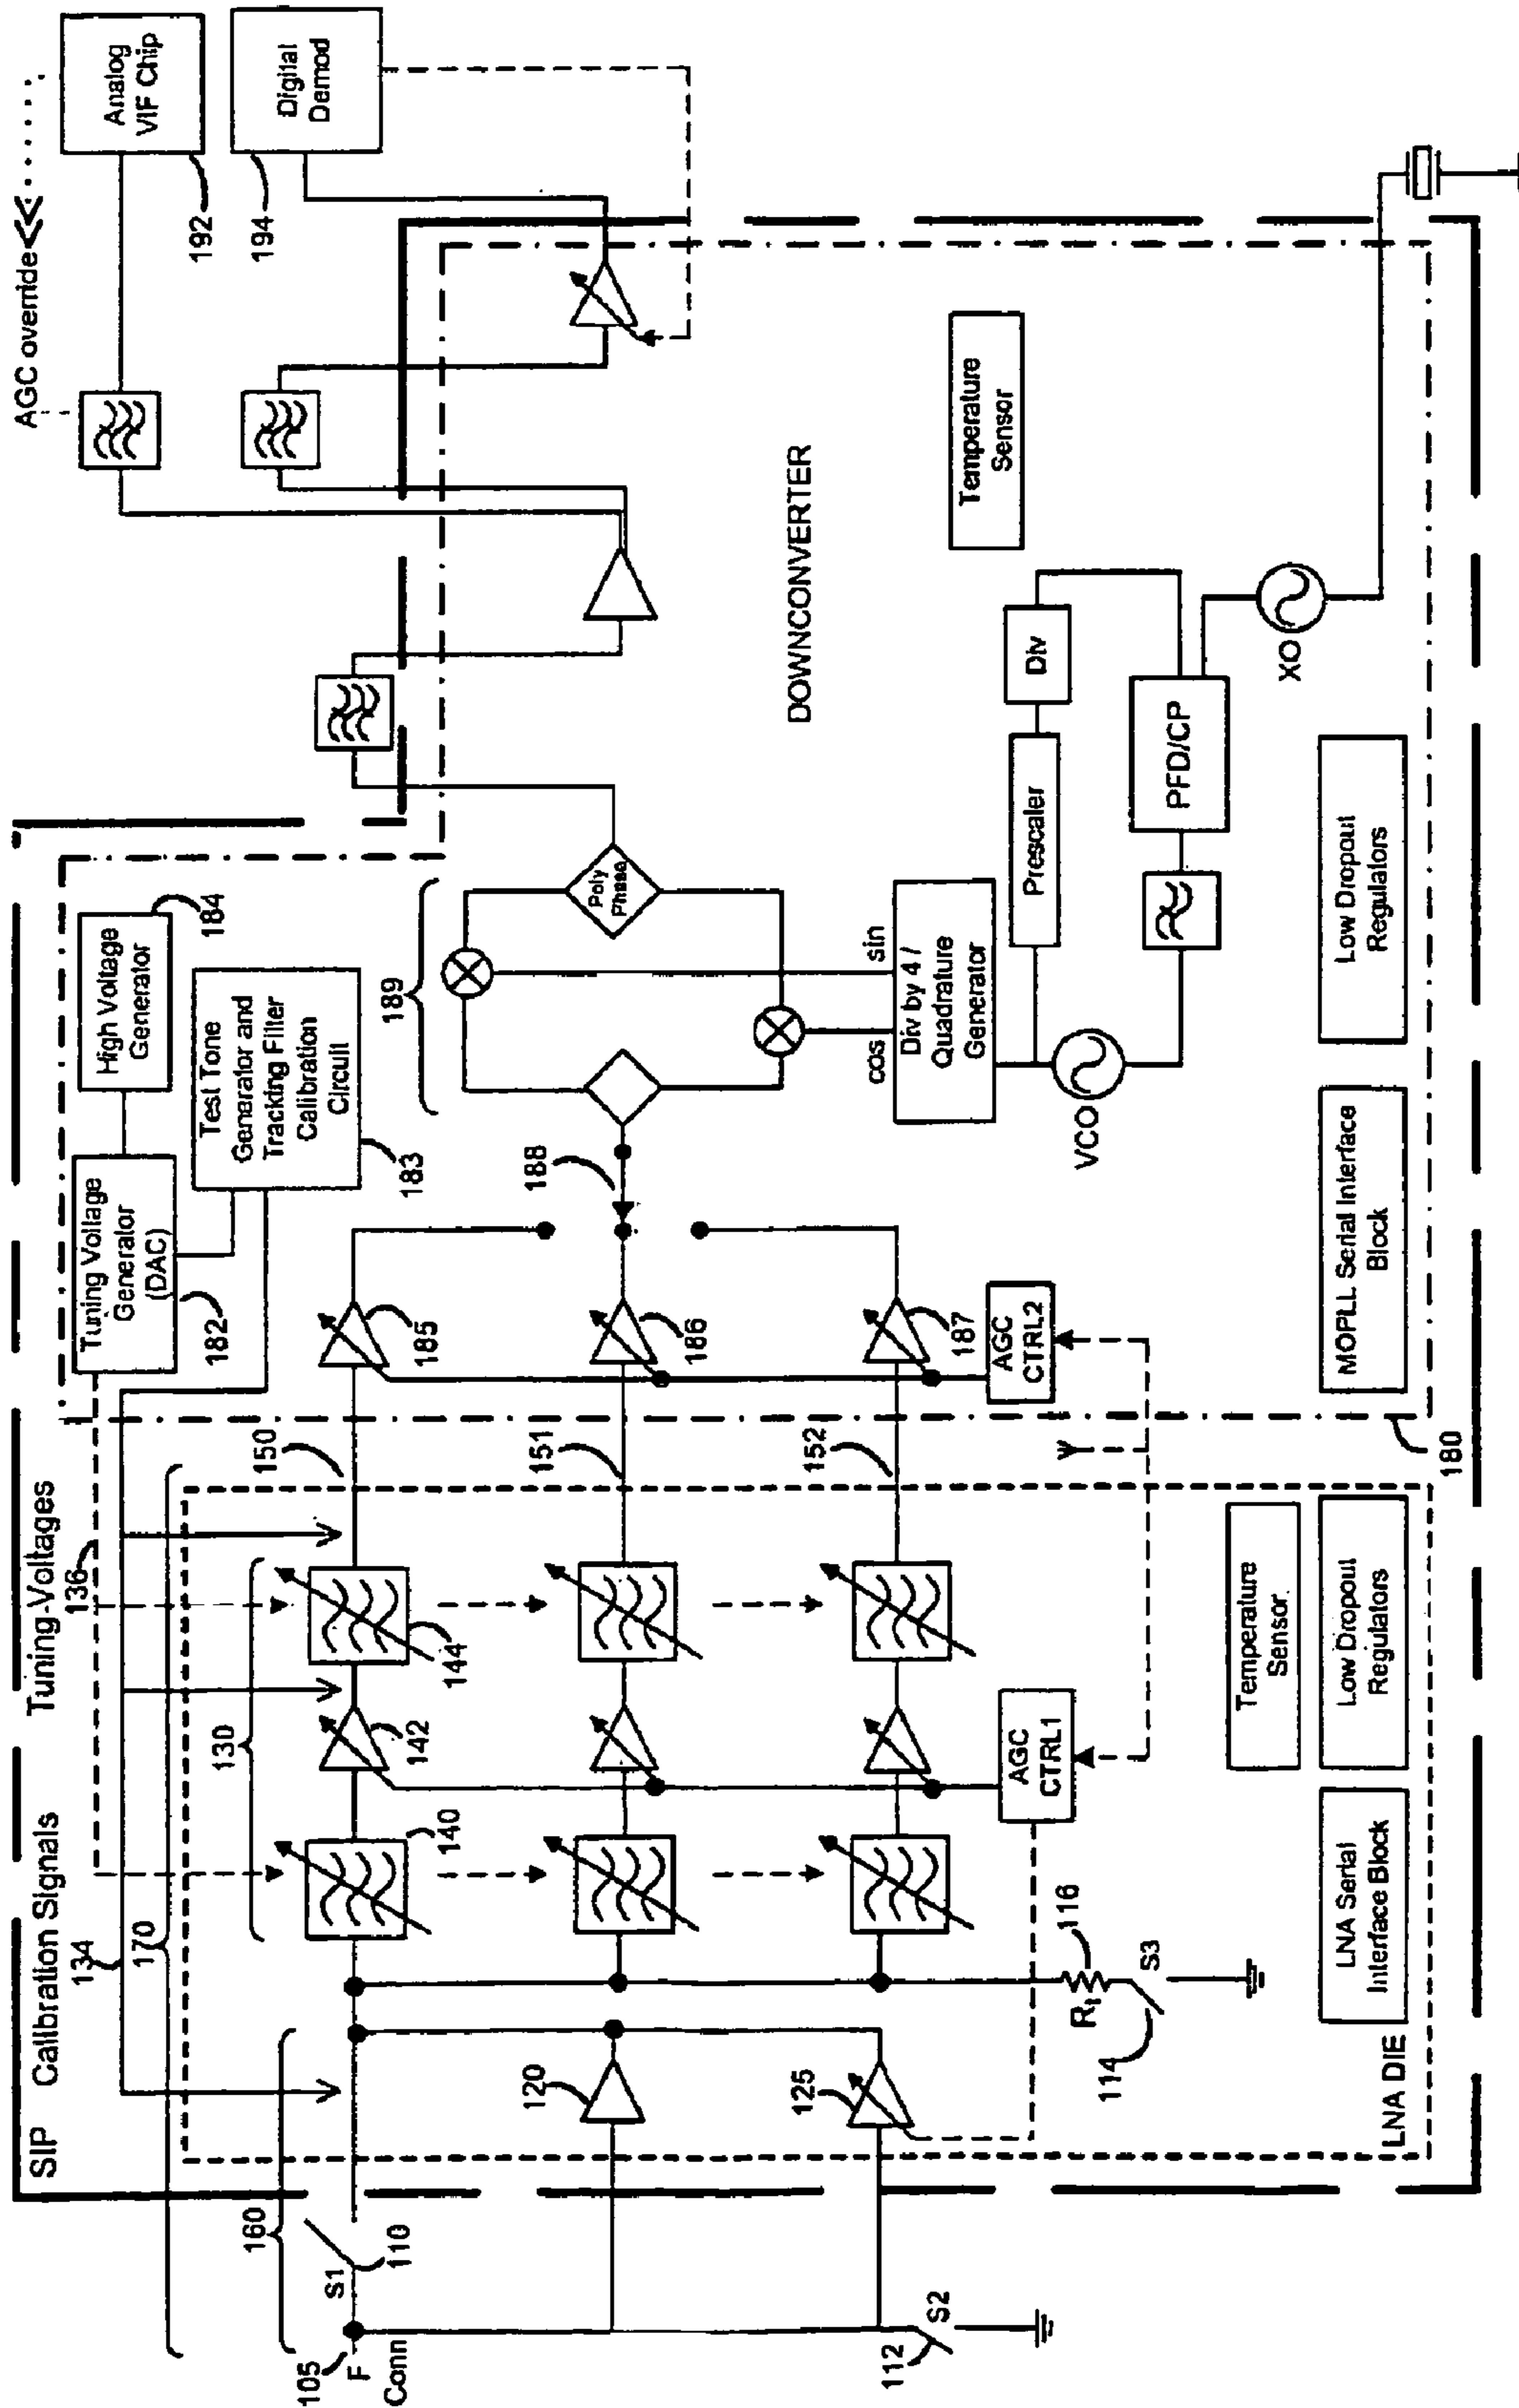 AGC override<<......
Analog
VIF Chip
192
Digital
Demod
194
SIP
Calibration Signals
Tuning-Voltages
134
136
170
160
130
Tuning Voltage
Generator
(DAC)
182
High Voltage
Generator
184
Test Tone
Generator and
Tracking Filter
Calibration
Circuit
183
105
F
Conn
S1
110
112
S2
120
125
140
142
144
150
151
152
185
186
187
188
189
Poly
Phase
DOWNCONVERTER
Temperature
Sensor
cos
sin
Div by 4 /
Quadrature
Generator
Prescaler
Div
VCO
PFD/CP
XO
AGC
CTRL1
AGC
CTRL2
Rt
116
114
S3
LNA DIE
LNA Serial
Interface Block
Temperature
Sensor
Low Dropout
Regulators
180
MOPLL Serial Interface
Block
Low Dropout
Regulators